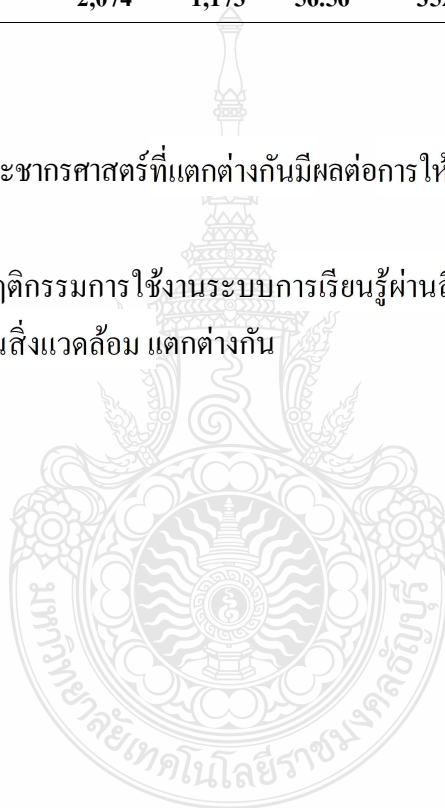 2,074 1,173 56.56 332
ะชากรศาสตร์ที่แตกต่างกันมีผลต่อการให้
ฤติกรรมการใช้งานระบบการเรียนรู้ผ่านสื
นสิ่งแวดล้อม แตกต่างกัน
มหาวิทยาลัยเทคโนโลยีราชมงคลธัญบุรี